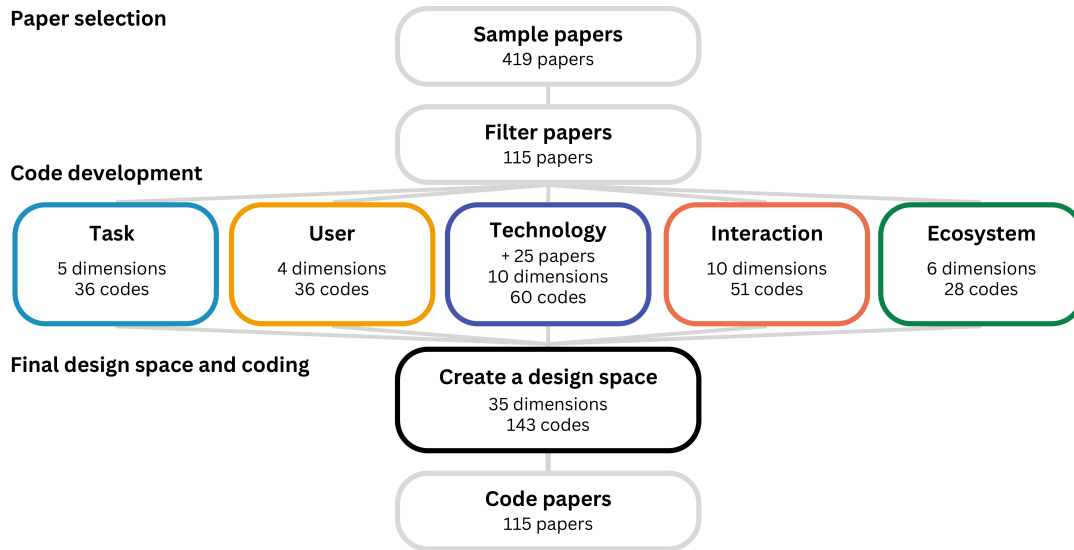 Paper selection
Sample papers
419 papers
Filter papers
115 papers
Code development
Task
5 dimensions
36 codes
User
4 dimensions
36 codes
Technology
+ 25 papers
10 dimensions
60 codes
Interaction
10 dimensions
51 codes
Ecosystem
6 dimensions
28 codes
Final design space and coding
Create a design space
35 dimensions
143 codes
Code papers
115 papers